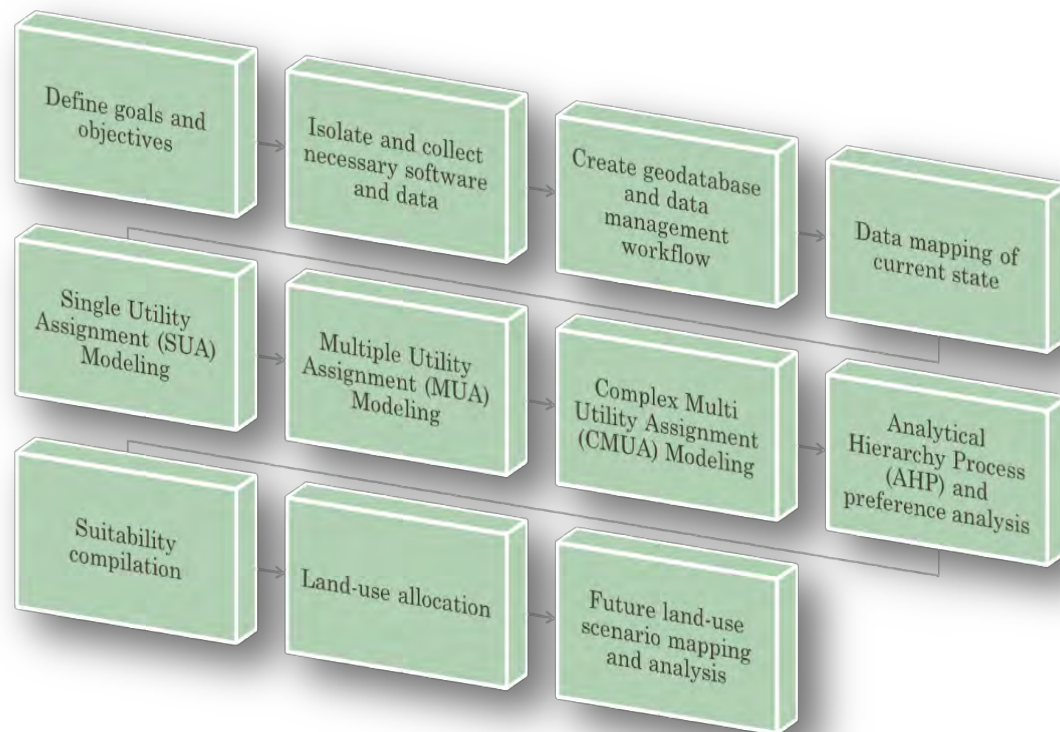 Define goals and
objectives
Isolate and collect
necessary software
and data
Create geodatabase
and data
management
workflow
Data mapping of
current state
Single Utility
Assignment (SUA)
Modeling
Multiple Utility
Assignment (MUA)
Modeling
Complex Multi
Utility Assignment
(CMUA) Modeling
Analytical
Hierarchy Process
(AHP) and
preference analysis
Suitability
compilation
Land-use allocation
Future land-use
scenario mapping
and analysis